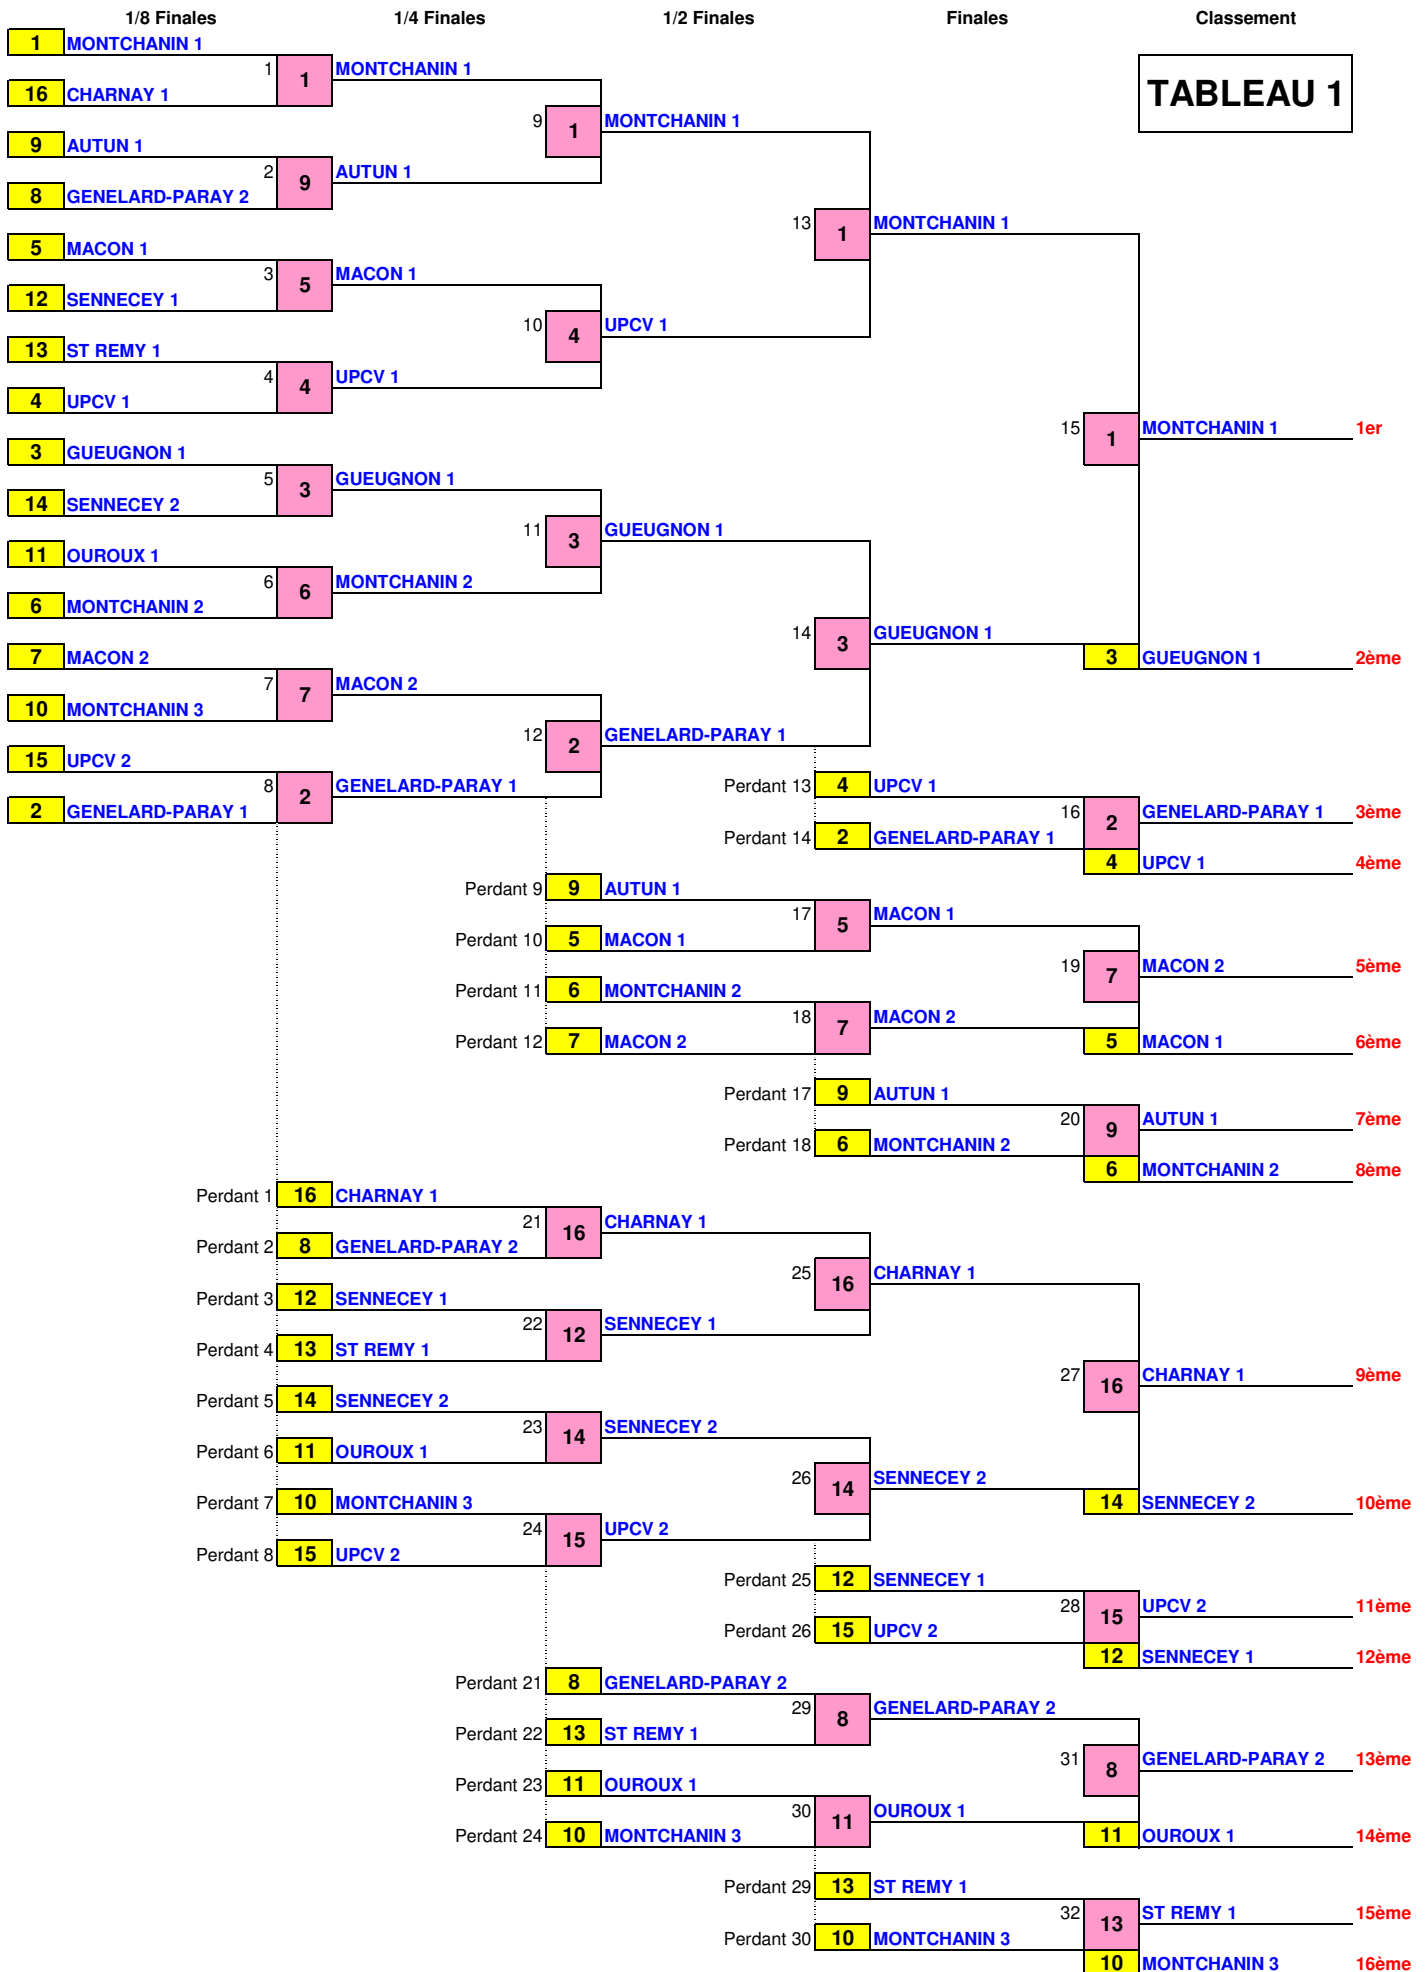 1/8 Finales 1/4 Finales 1/2 Finales Finales Classement
1 MONTCHANIN 1
1 1 MONTCHANIN 1
TABLEAU 1
16 CHARNAY 1
9 1 MONTCHANIN 1
9 AUTUN 1
2 9 AUTUN 1
8 GENELARD-PARAY 2
13 1 MONTCHANIN 1
5 MACON 1
3 5 MACON 1
12 SENNECEY 1
10 4 UPCV 1
13 ST REMY 1
4 4 UPCV 1
4 UPCV 1
15 1 MONTCHANIN 1 1er
3 GUEUGNON 1
5 3 GUEUGNON 1
14 SENNECEY 2
11 3 GUEUGNON 1
11 OUROUX 1
6 6 MONTCHANIN 2
6 MONTCHANIN 2
14 3 GUEUGNON 1
7 MACON 2
3 GUEUGNON 1 2ème
7 7 MACON 2
10 MONTCHANIN 3
12 2 GENELARD-PARAY 1
15 UPCV 2
8 2 GENELARD-PARAY 1
Perdant 13 4 UPCV 1
2 GENELARD-PARAY 1
16 2 GENELARD-PARAY 1 3ème
Perdant 14 2 GENELARD-PARAY 1
4 UPCV 1 4ème
Perdant 9 9 AUTUN 1
17 5 MACON 1
Perdant 10 5 MACON 1
19 7 MACON 2 5ème
Perdant 11 6 MONTCHANIN 2
18 7 MACON 2
Perdant 12 7 MACON 2
5 MACON 1 6ème
Perdant 17 9 AUTUN 1
20 9 AUTUN 1 7ème
Perdant 18 6 MONTCHANIN 2
6 MONTCHANIN 2 8ème
Perdant 1 16 CHARNAY 1
21 16 CHARNAY 1
Perdant 2 8 GENELARD-PARAY 2
25 16 CHARNAY 1
Perdant 3 12 SENNECEY 1
22 12 SENNECEY 1
Perdant 4 13 ST REMY 1
27 16 CHARNAY 1 9ème
Perdant 5 14 SENNECEY 2
23 14 SENNECEY 2
Perdant 6 11 OUROUX 1
26 14 SENNECEY 2
Perdant 7 10 MONTCHANIN 3
14 SENNECEY 2 10ème
24 15 UPCV 2
Perdant 8 15 UPCV 2
Perdant 25 12 SENNECEY 1
28 15 UPCV 2 11ème
Perdant 26 15 UPCV 2
12 SENNECEY 1 12ème
Perdant 21 8 GENELARD-PARAY 2
29 8 GENELARD-PARAY 2
Perdant 22 13 ST REMY 1
31 8 GENELARD-PARAY 2 13ème
Perdant 23 11 OUROUX 1
30 11 OUROUX 1
Perdant 24 10 MONTCHANIN 3
11 OUROUX 1 14ème
Perdant 29 13 ST REMY 1
32 13 ST REMY 1 15ème
Perdant 30 10 MONTCHANIN 3
10 MONTCHANIN 3 16ème